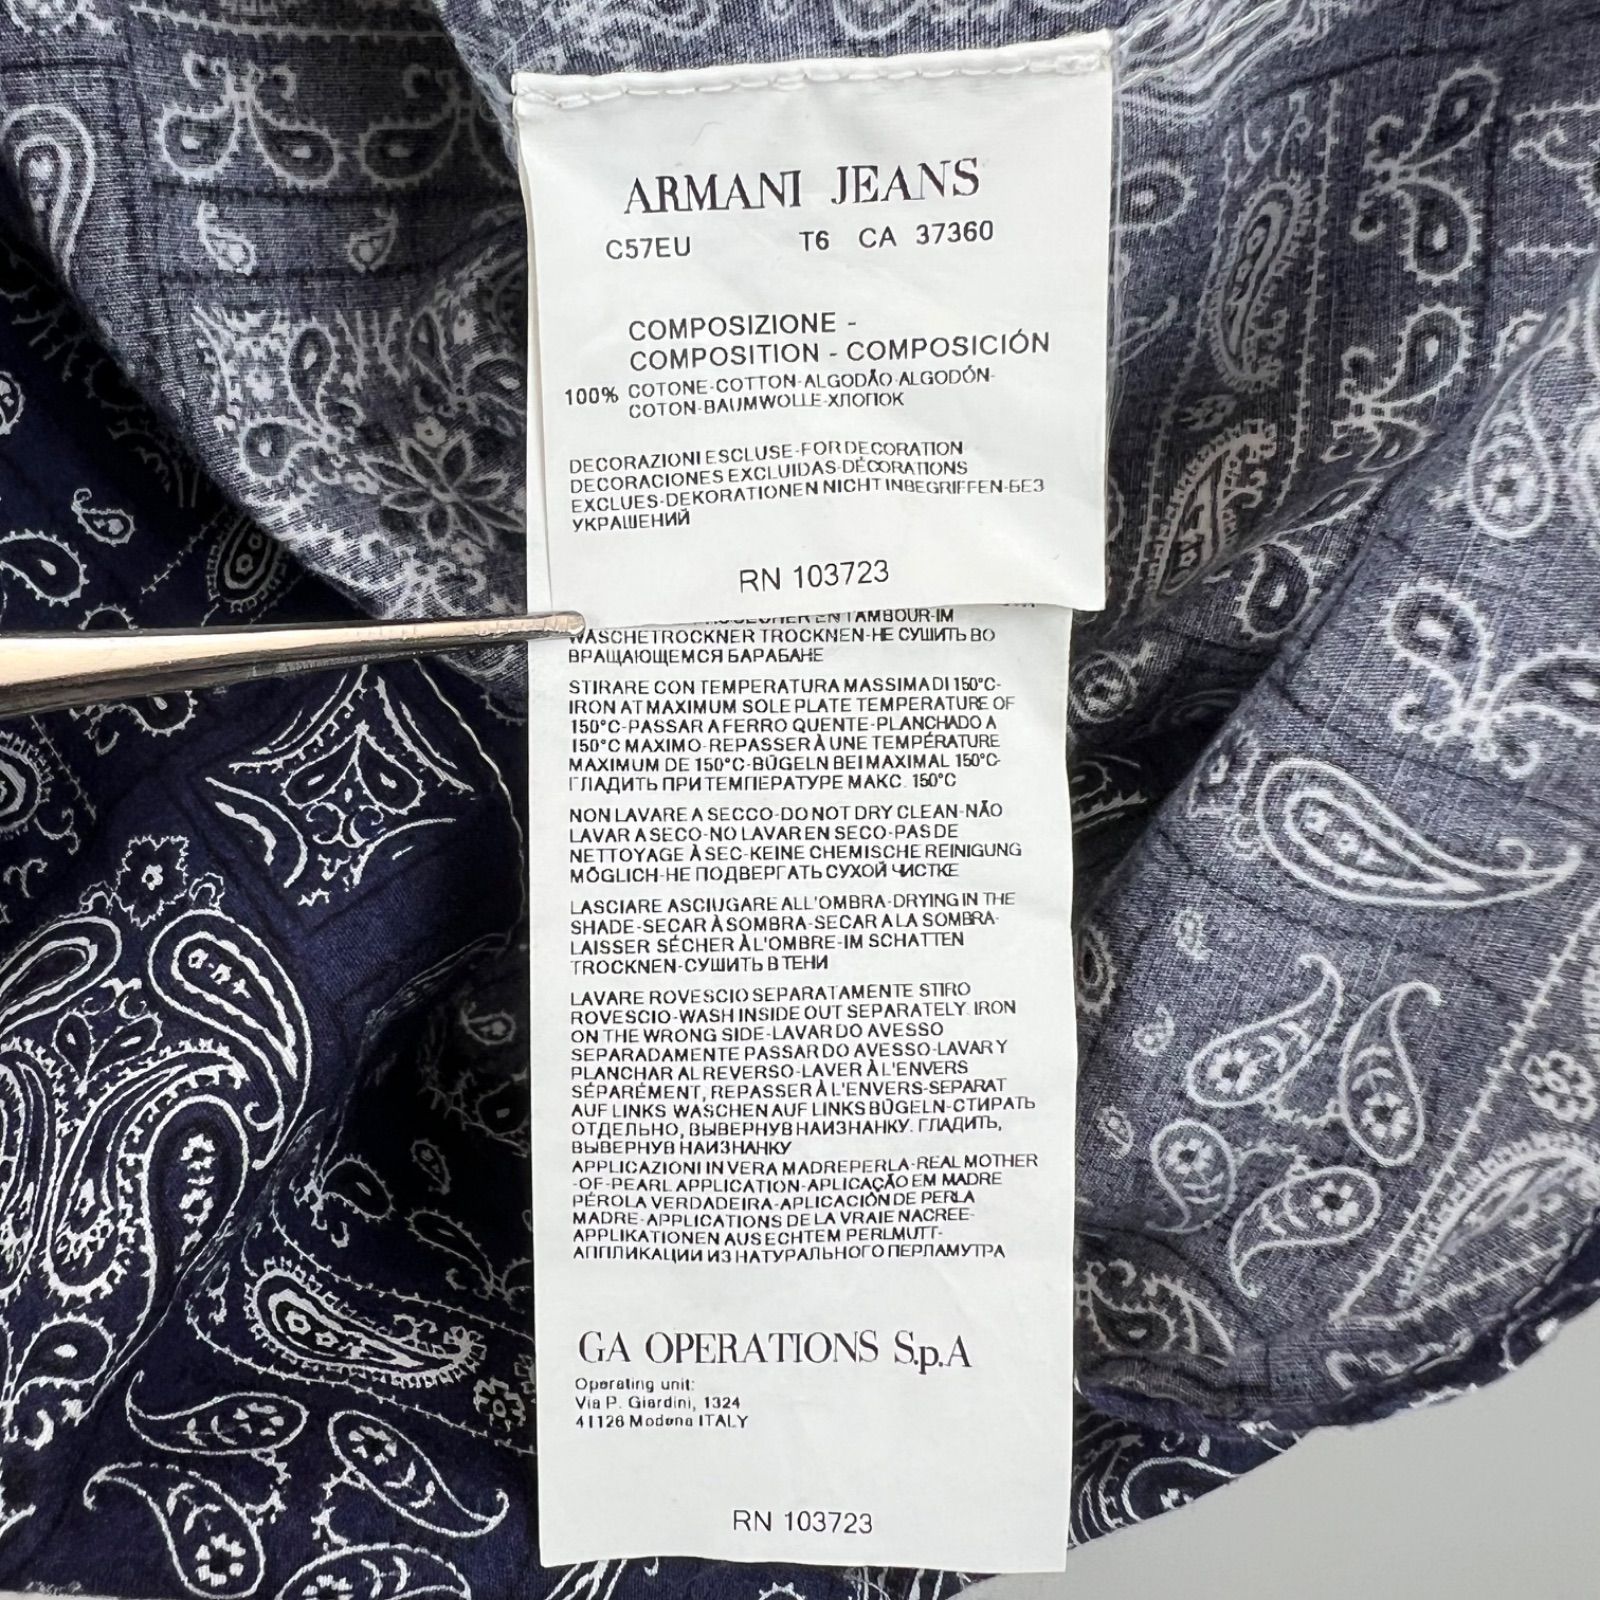 ARMANI JEANS
C57EU T6 CA 37360
COMPOSIZIONE -
COMPOSITION - COMPOSICIÓN
100% COTONE-COTTON-ALGODÃO-ALGODÓN-
COTON-BAUMWOLLE-ХЛОПОК
DECORAZIONI ESCLUSE-FOR DECORATION
DECORACIONES EXCLUIDAS-DÉCORATIONS
EXCLUES-DEKORATIONEN NICHT INBEGRIFFEN-БЕЗ
УКРАШЕНИЙ
RN 103723
EN TAMBOUR-IM
WASCHETROCKNER TROCKNEN-НЕ СУШИТЬ ВО
ВРАЩАЮЩЕМСЯ БАРАБАНЕ
STIRARE CON TEMPERATURA MASSIMA DI 150°C-
IRON AT MAXIMUM SOLE PLATE TEMPERATURE OF
150°C-PASSAR A FERRO QUENTE-PLANCHADO A
150°C MAXIMO-REPASSER À UNE TEMPÉRATURE
MAXIMUM DE 150°C-BÜGELN BEI MAXIMAL 150°C-
ГЛАДИТЬ ПРИ ТЕМПЕРАТУРЕ МАКС. 150°C
NON LAVARE A SECCO-DO NOT DRY CLEAN-NÃO
LAVAR A SECO-NO LAVAR EN SECO-PAS DE
NETTOYAGE À SEC-KEINE CHEMISCHE REINIGUNG
MÖGLICH-НЕ ПОДВЕРГАТЬ СУХОЙ ЧИСТКЕ
LASCIARE ASCIUGARE ALL'OMBRA-DRYING IN THE
SHADE-SECAR À SOMBRA-SECAR A LA SOMBRA-
LAISSER SÉCHER À L'OMBRE-IM SCHATTEN
TROCKNEN-СУШИТЬ В ТЕНИ
LAVARE ROVESCIO SEPARATAMENTE STIRO
ROVESCIO-WASH INSIDE OUT SEPARATELY. IRON
ON THE WRONG SIDE-LAVAR DO AVESSO
SEPARADAMENTE PASSAR DO AVESSO-LAVAR Y
PLANCHAR AL REVERSO-LAVER À L'ENVERS
SÉPARÉMENT, REPASSER À L'ENVERS-SEPARAT
AUF LINKS WASCHEN AUF LINKS BÜGELN-СТИРАТЬ
ОТДЕЛЬНО, ВЫВЕРНУВ НАИЗНАНКУ. ГЛАДИТЬ,
ВЫВЕРНУВ НАИЗНАНКУ
APPLICAZIONI IN VERA MADREPERLA-REAL MOTHER
-OF-PEARL APPLICATION-APLICAÇÃO EM MADRE
PÉROLA VERDADEIRA-APLICACIÓN DE PERLA
MADRE-APPLICATIONS DE LA VRAIE NACREE-
APPLIKATIONEN AUS ECHTEM PERLMUTT-
АППЛИКАЦИИ ИЗ НАТУРАЛЬНОГО ПЕРЛАМУТРА
GA OPERATIONS S.p.A
Operating unit:
Via P. Giardini, 1324
41126 Modena ITALY
RN 103723